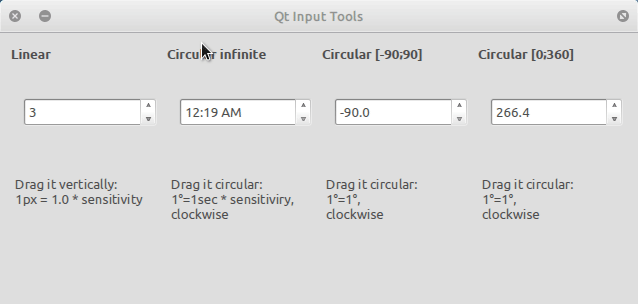 Qt Input Tools
Linear
Circular infinite
Circular [-90;90]
Circular [0;360]
3
12:19 AM
-90.0
266.4
Drag it vertically:
1px = 1.0 * sensitivity
Drag it circular:
1°=1sec * sensitiviry,
clockwise
Drag it circular:
1°=1°,
clockwise
Drag it circular:
1°=1°,
clockwise